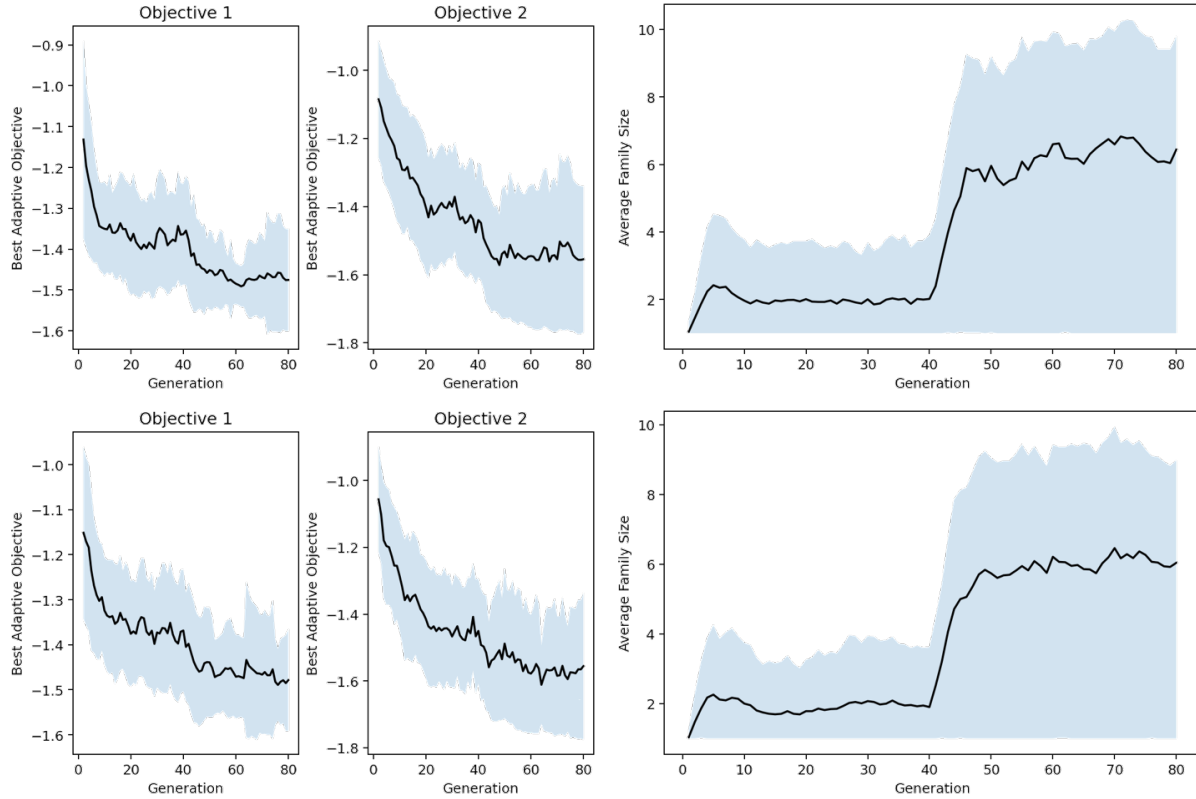 Objective 1
Best Adaptive Objective
−0.9
−1.0
−1.1
−1.2
−1.3
−1.4
−1.5
−1.6
0 20 40 60 80
Generation
Objective 2
Best Adaptive Objective
−1.0
−1.2
−1.4
−1.6
−1.8
0 20 40 60 80
Generation
Average Family Size
10
8
6
4
2
0 10 20 30 40 50 60 70 80
Generation
Objective 1
Best Adaptive Objective
−1.0
−1.1
−1.2
−1.3
−1.4
−1.5
−1.6
0 20 40 60 80
Generation
Objective 2
Best Adaptive Objective
−1.0
−1.2
−1.4
−1.6
−1.8
0 20 40 60 80
Generation
Average Family Size
10
8
6
4
2
0 10 20 30 40 50 60 70 80
Generation